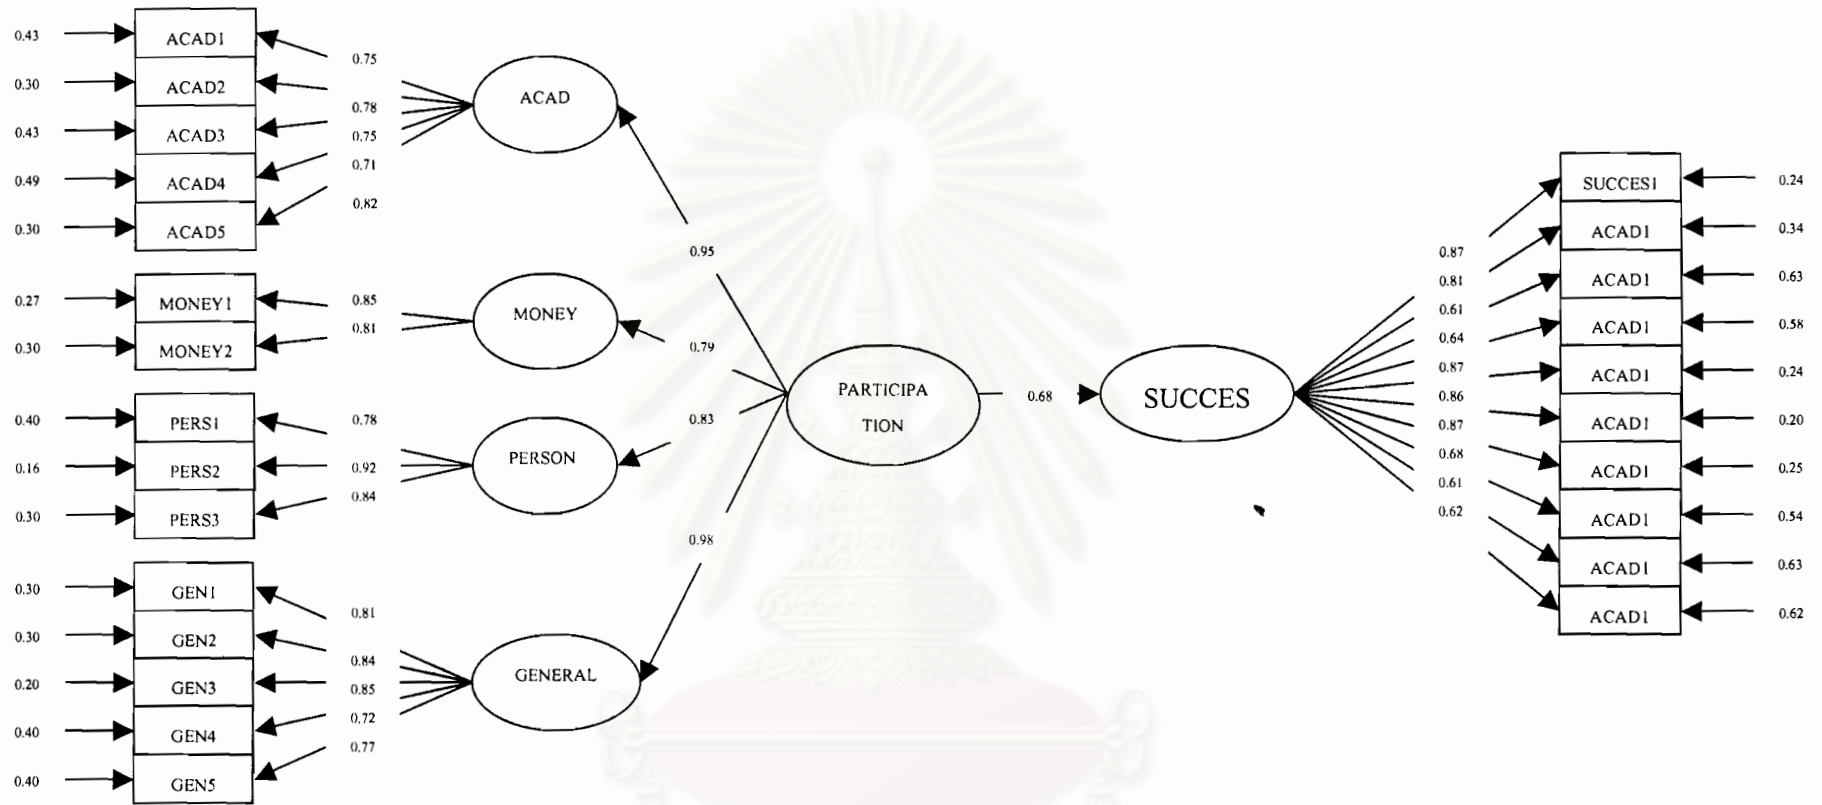 0.43 ACAD1 0.75
0.30 ACAD2 0.78
0.43 ACAD3 0.75
0.49 ACAD4 0.71
0.30 ACAD5 0.82
ACAD
0.27 MONEY1 0.85
0.30 MONEY2 0.81
MONEY
0.40 PERS1 0.78
0.16 PERS2 0.92
0.30 PERS3 0.84
PERSON
0.30 GEN1 0.81
0.30 GEN2 0.84
0.20 GEN3 0.85
0.40 GEN4 0.72
0.40 GEN5 0.77
GENERAL
0.95
0.79
0.83
0.98
PARTICIPA
TION
0.68
SUCCES
0.87 SUCCES1 0.24
0.81 ACAD1 0.34
0.61 ACAD1 0.63
0.64 ACAD1 0.58
0.87 ACAD1 0.24
0.86 ACAD1 0.20
0.87 ACAD1 0.25
0.68 ACAD1 0.54
0.61 ACAD1 0.63
0.62 ACAD1 0.62